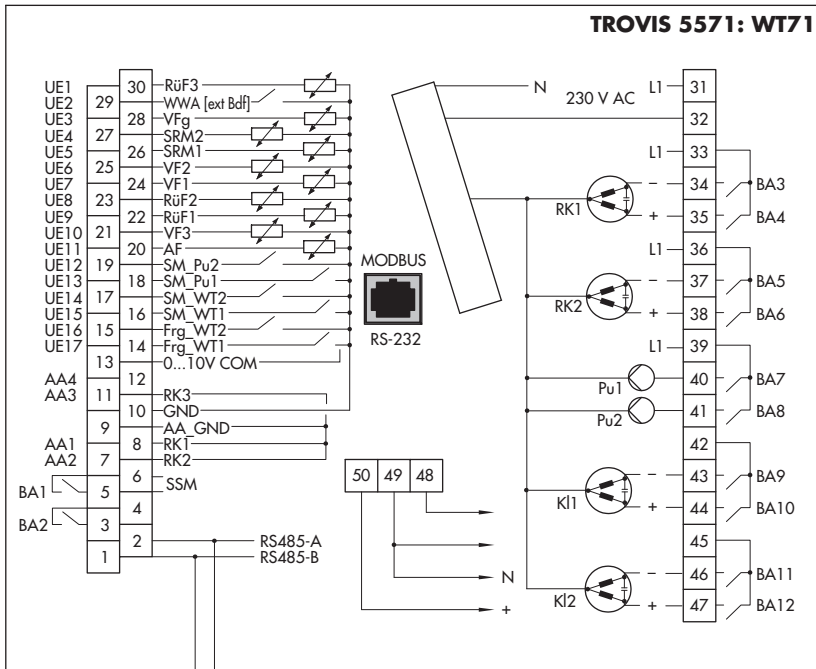 TROVIS 5571: WT71
UE1 30 RüF3 N 230 V AC L1 31
UE2 29 WWA [ext Bdf]
UE3 28 VFg 32
UE4 27 SRM2
UE5 26 SRM1 L1 33
UE6 25 VF2
UE7 24 VF1 − 34 BA3
UE8 23 RüF2 RK1
UE9 22 RüF1 + 35 BA4
UE10 21 VF3
UE11 20 AF L1 36
UE12 19 SM_Pu2 MODBUS
UE13 18 SM_Pu1 − 37 BA5
UE14 17 SM_WT2 RK2
UE15 16 SM_WT1 + 38 BA6
UE16 15 Frg_WT2 RS-232
UE17 14 Frg_WT1 L1 39
13 0...10V COM
AA4 12 Pu1 40 BA7
AA3 11 RK3
10 GND Pu2 41 BA8
9 AA_GND 42
AA1 8 RK1
AA2 7 RK2 50 49 48 − 43 BA9
6 SSM Kl1
BA1 5 + 44 BA10
4
BA2 3 45
2 RS485-A
1 RS485-B
N − 46 BA11
Kl2
+ + 47 BA12